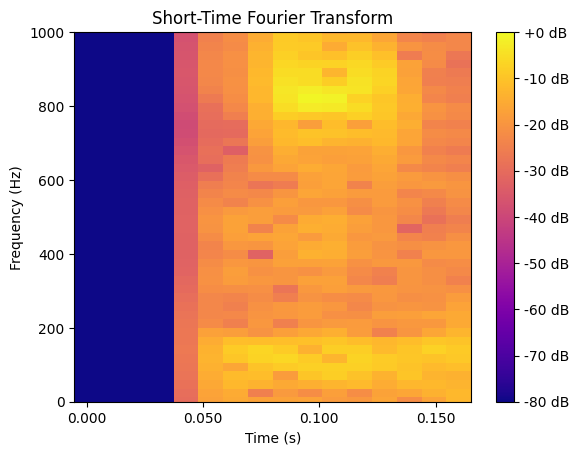 Short-Time Fourier Transform
Frequency (Hz)
1000
800
600
400
200
0
0.000
0.050
0.100
0.150
Time (s)
+0 dB
-10 dB
-20 dB
-30 dB
-40 dB
-50 dB
-60 dB
-70 dB
-80 dB